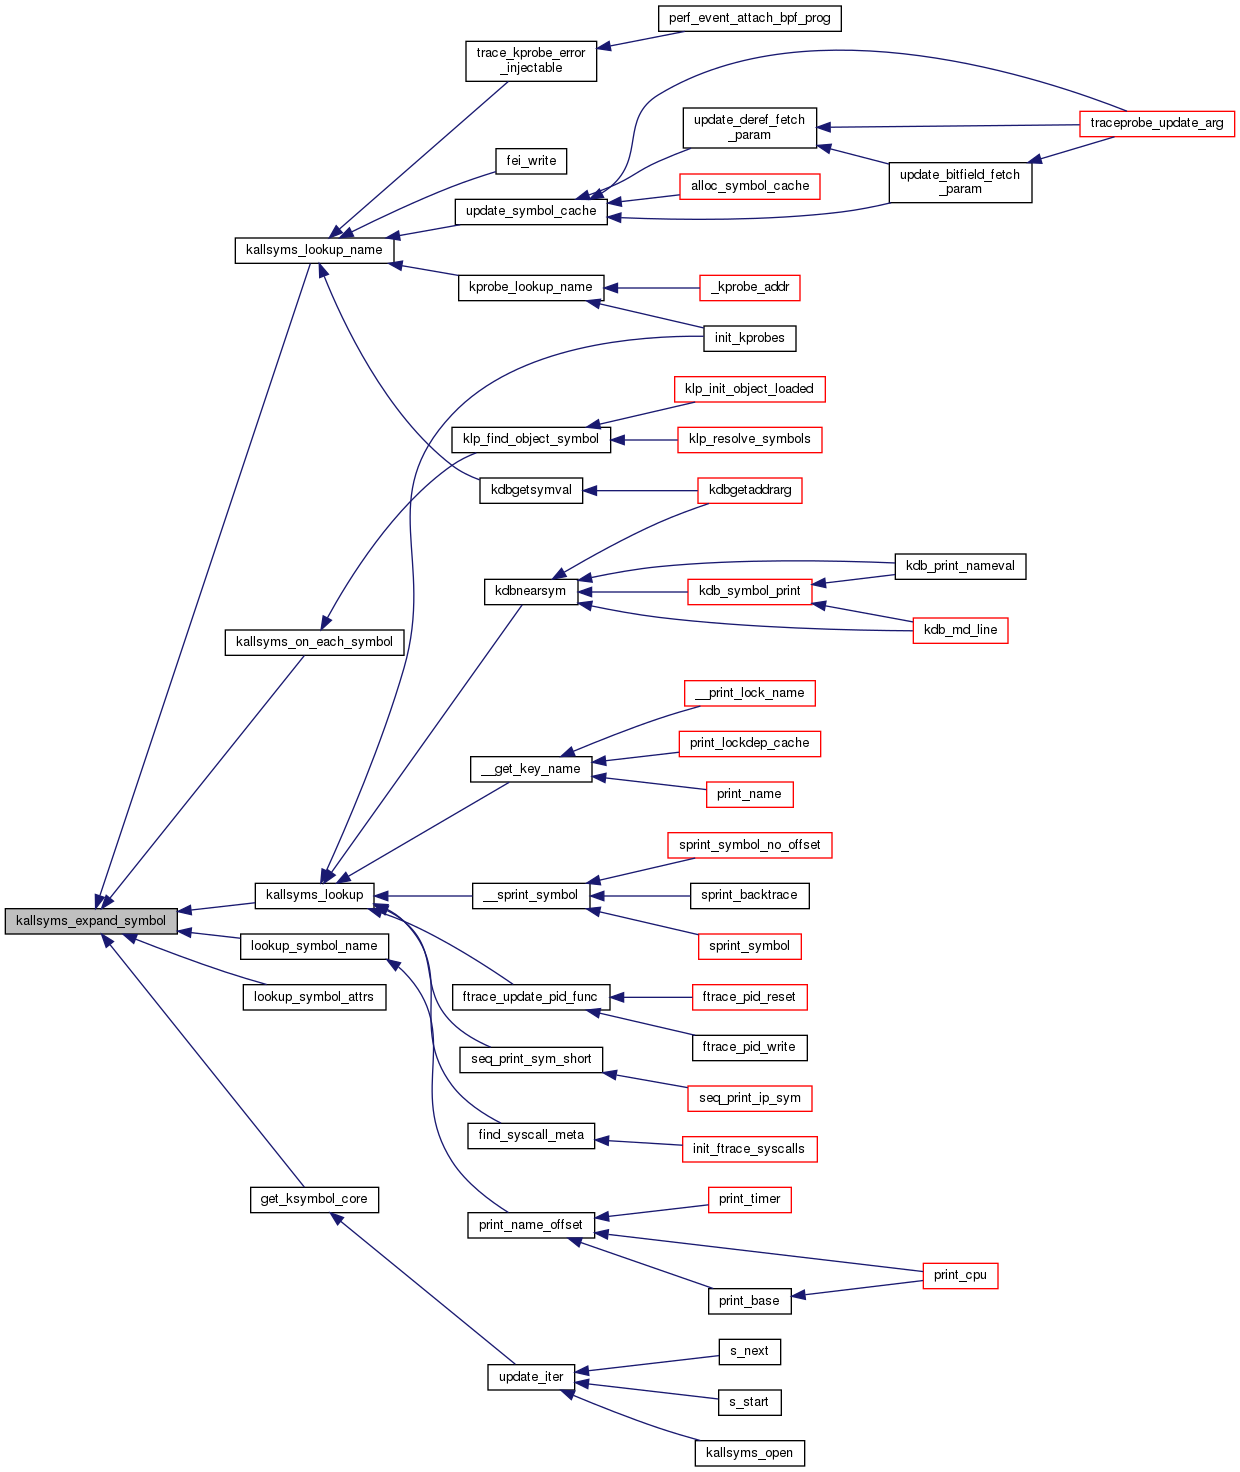 perf_event_attach_bpf_prog
trace_kprobe_error
_injectable
update_deref_fetch
_param
traceprobe_update_arg
fei_write
update_bitfield_fetch
_param
alloc_symbol_cache
update_symbol_cache
kallsyms_lookup_name
kprobe_lookup_name
_kprobe_addr
init_kprobes
klp_init_object_loaded
klp_find_object_symbol
klp_resolve_symbols
kdbgetsymval
kdbgetaddrarg
kdb_print_nameval
kdbnearsym
kdb_symbol_print
kdb_md_line
kallsyms_on_each_symbol
__print_lock_name
print_lockdep_cache
__get_key_name
print_name
sprint_symbol_no_offset
kallsyms_lookup
__sprint_symbol
sprint_backtrace
kallsyms_expand_symbol
lookup_symbol_name
sprint_symbol
lookup_symbol_attrs
ftrace_update_pid_func
ftrace_pid_reset
ftrace_pid_write
seq_print_sym_short
seq_print_ip_sym
find_syscall_meta
init_ftrace_syscalls
get_ksymbol_core
print_timer
print_name_offset
print_cpu
print_base
s_next
update_iter
s_start
kallsyms_open